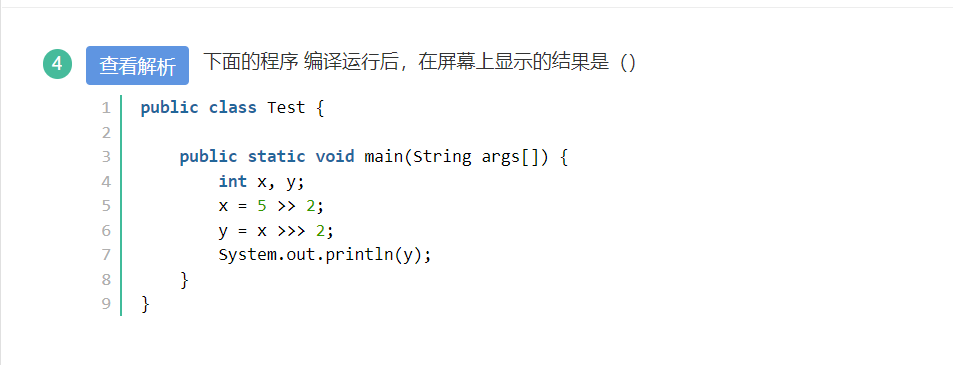 4 查看解析 下面的程序 编译运行后，在屏幕上显示的结果是（）
1 public class Test {
2
3     public static void main(String args[]) {
4         int x, y;
5         x = 5 >> 2;
6         y = x >>> 2;
7         System.out.println(y);
8     }
9 }